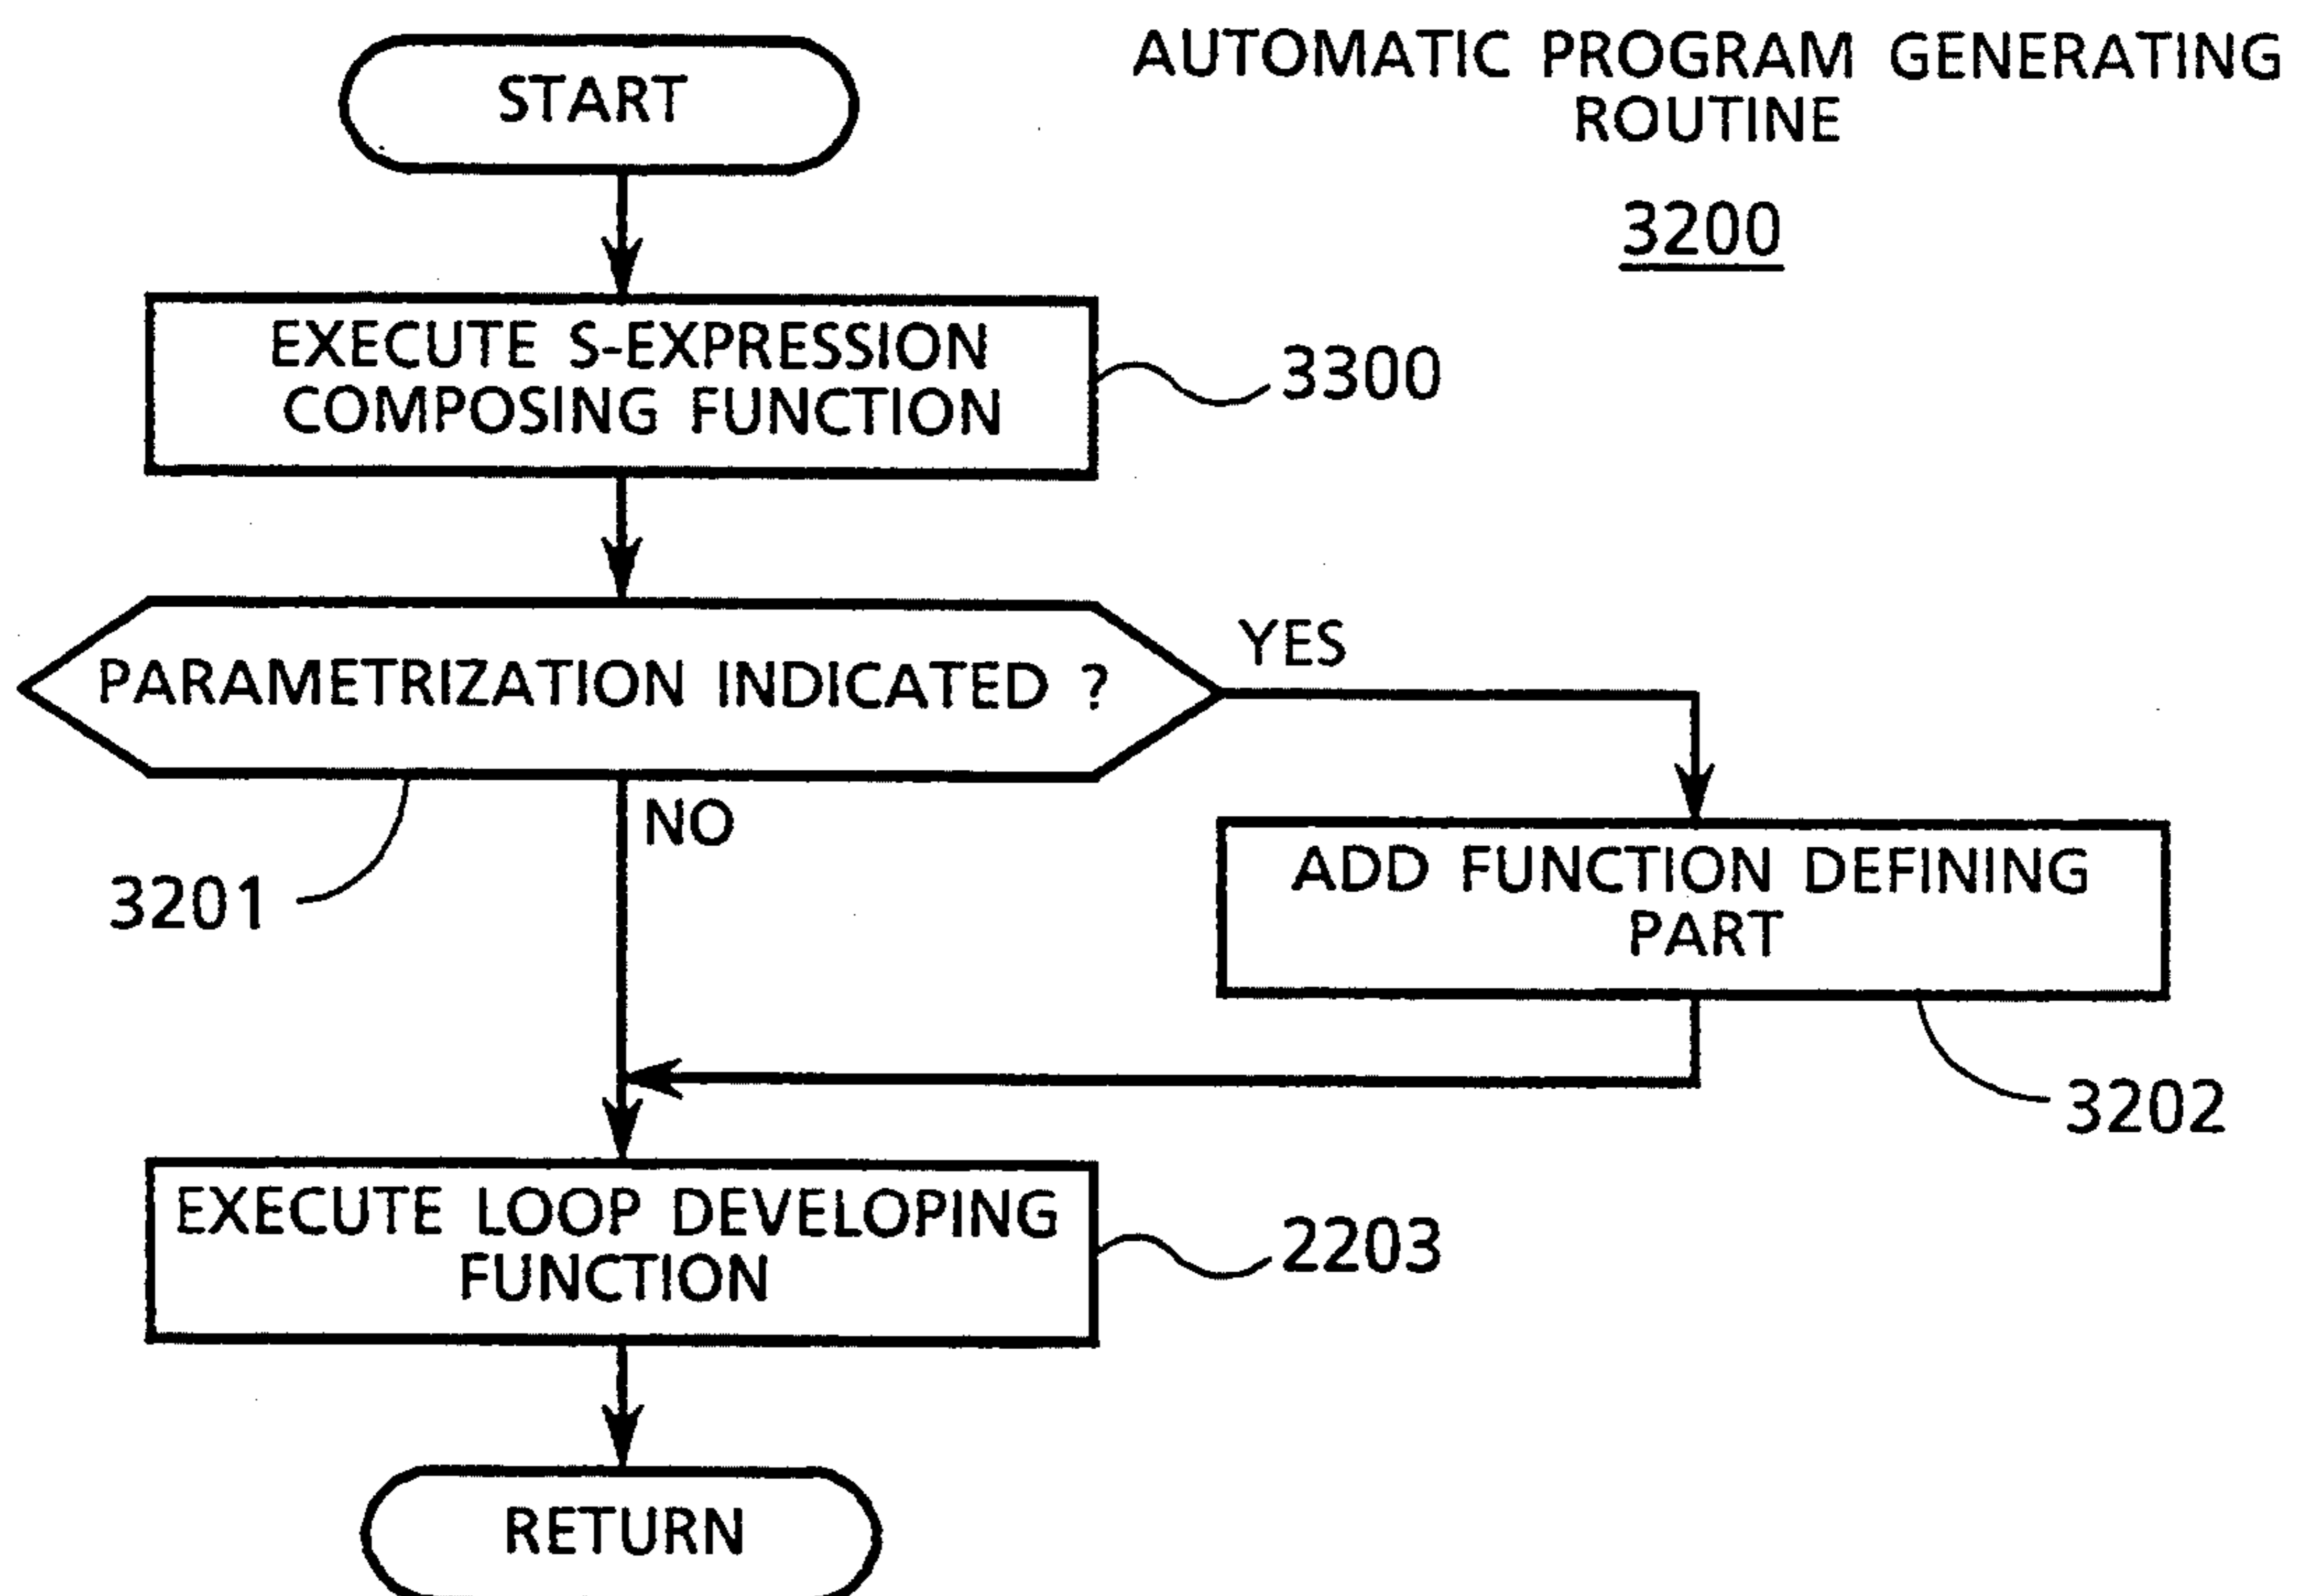 START
AUTOMATIC PROGRAM GENERATING
ROUTINE
3200
EXECUTE S-EXPRESSION
COMPOSING FUNCTION
3300
PARAMETRIZATION INDICATED ?
YES
NO
3201
ADD FUNCTION DEFINING
PART
3202
EXECUTE LOOP DEVELOPING
FUNCTION
2203
RETURN